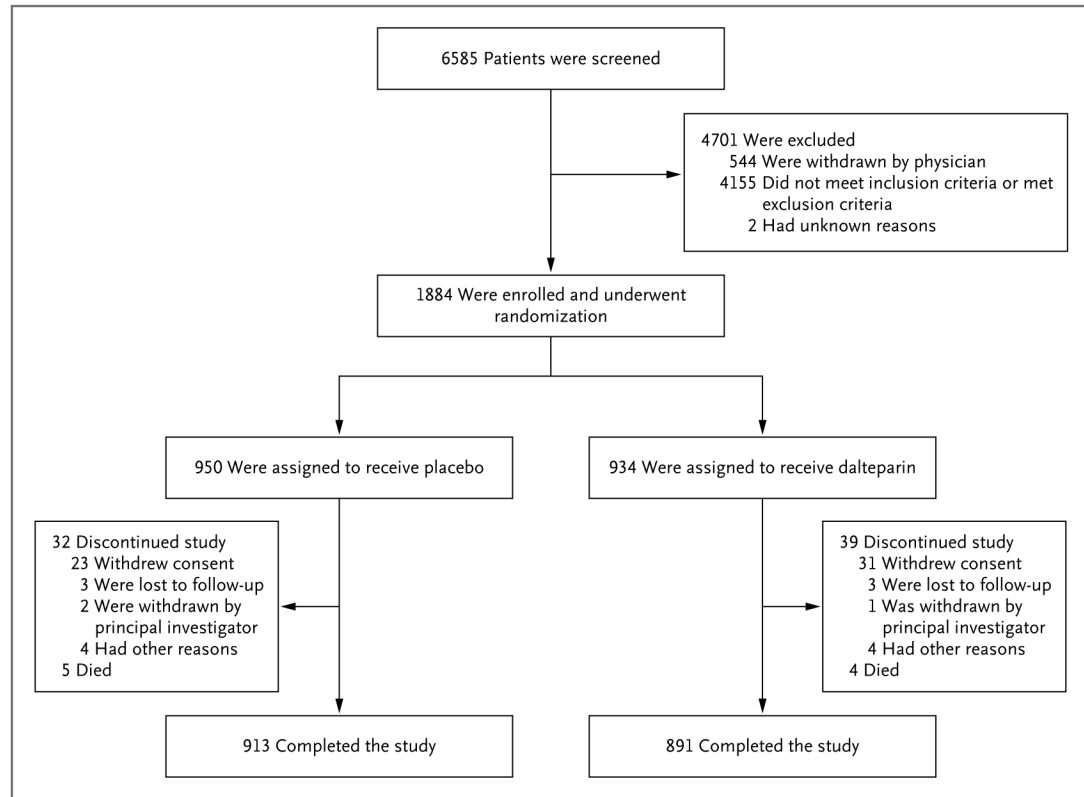 6585 Patients were screened
4701 Were excluded
544 Were withdrawn by physician
4155 Did not meet inclusion criteria or met
exclusion criteria
2 Had unknown reasons
1884 Were enrolled and underwent
randomization
950 Were assigned to receive placebo
934 Were assigned to receive dalteparin
32 Discontinued study
23 Withdrew consent
3 Were lost to follow-up
2 Were withdrawn by
principal investigator
4 Had other reasons
5 Died
39 Discontinued study
31 Withdrew consent
3 Were lost to follow-up
1 Was withdrawn by
principal investigator
4 Had other reasons
4 Died
913 Completed the study
891 Completed the study